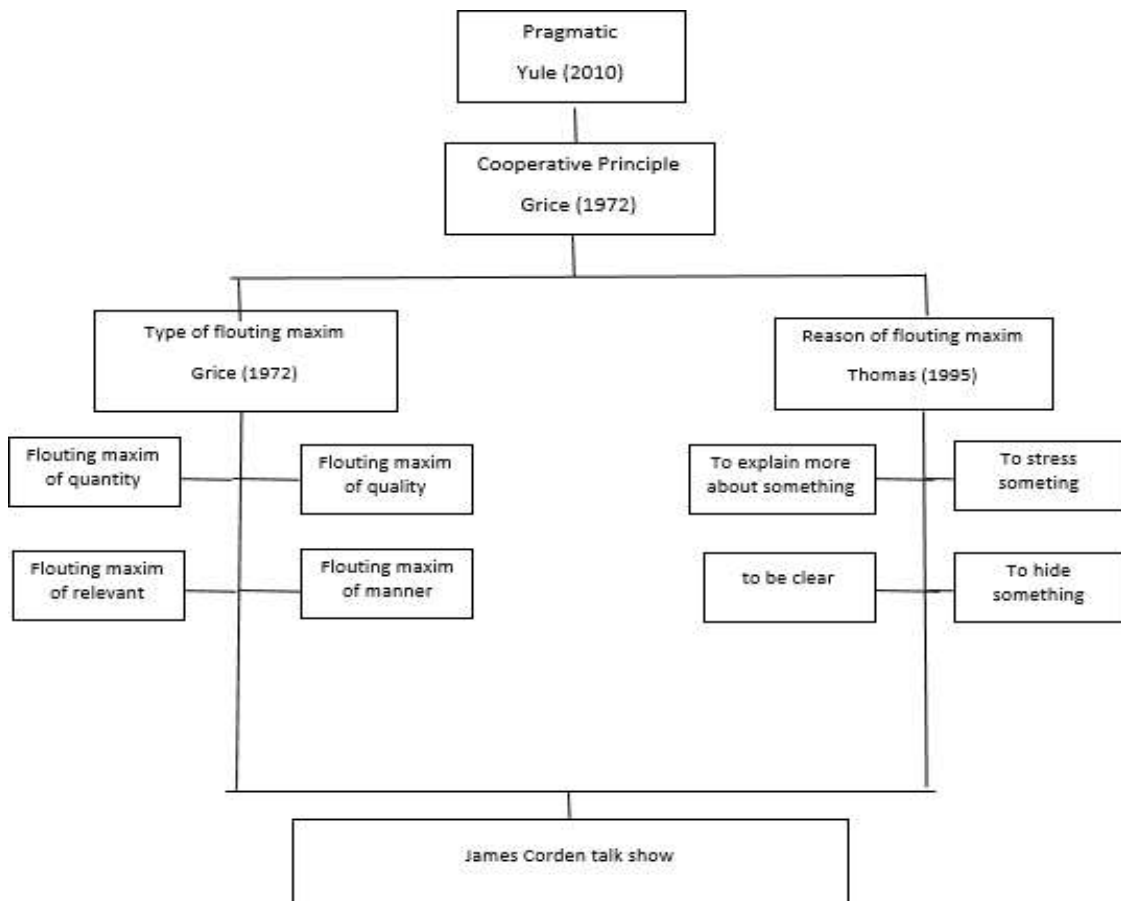 Pragmatic
Yule (2010)
Cooperative Principle
Grice (1972)
Type of flouting maxim
Grice (1972)
Reason of flouting maxim
Thomas (1995)
Flouting maxim
of quantity
Flouting maxim
of quality
To explain more
about something
To stress
someting
Flouting maxim
of relevant
Flouting maxim
of manner
to be clear
To hide
something
James Corden talk show